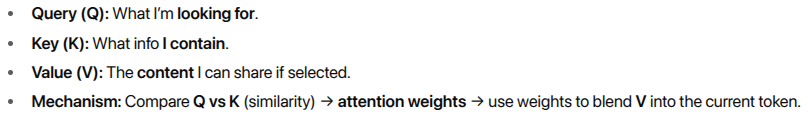 • Query (Q): What I'm looking for.
• Key (K): What info I contain.
• Value (V): The content I can share if selected.
• Mechanism: Compare Q vs K (similarity) → attention weights → use weights to blend V into the current token.